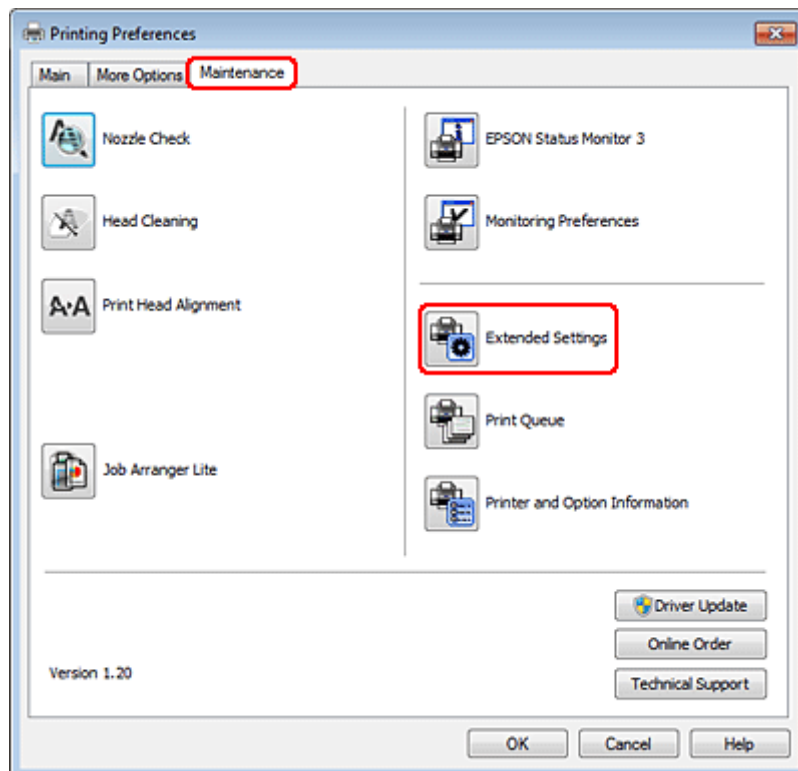 Printing Preferences
Main
More Options
Maintenance
Nozzle Check
Head Cleaning
A·A
Print Head Alignment
Job Arranger Lite
EPSON Status Monitor 3
Monitoring Preferences
Extended Settings
Print Queue
Printer and Option Information
Driver Update
Online Order
Technical Support
Version 1.20
OK
Cancel
Help